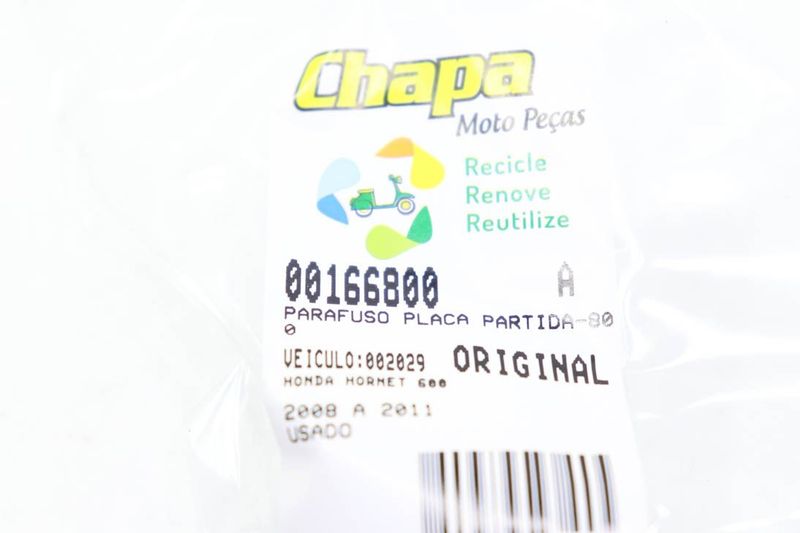 Chapa
Moto Peças
Recicle
Renove
Reutilize
00166800 A
PARAFUSO PLACA PARTIDA-80
0
VEICULO:002029 ORIGINAL
HONDA HORNET 600
2008 A 2011
USADO